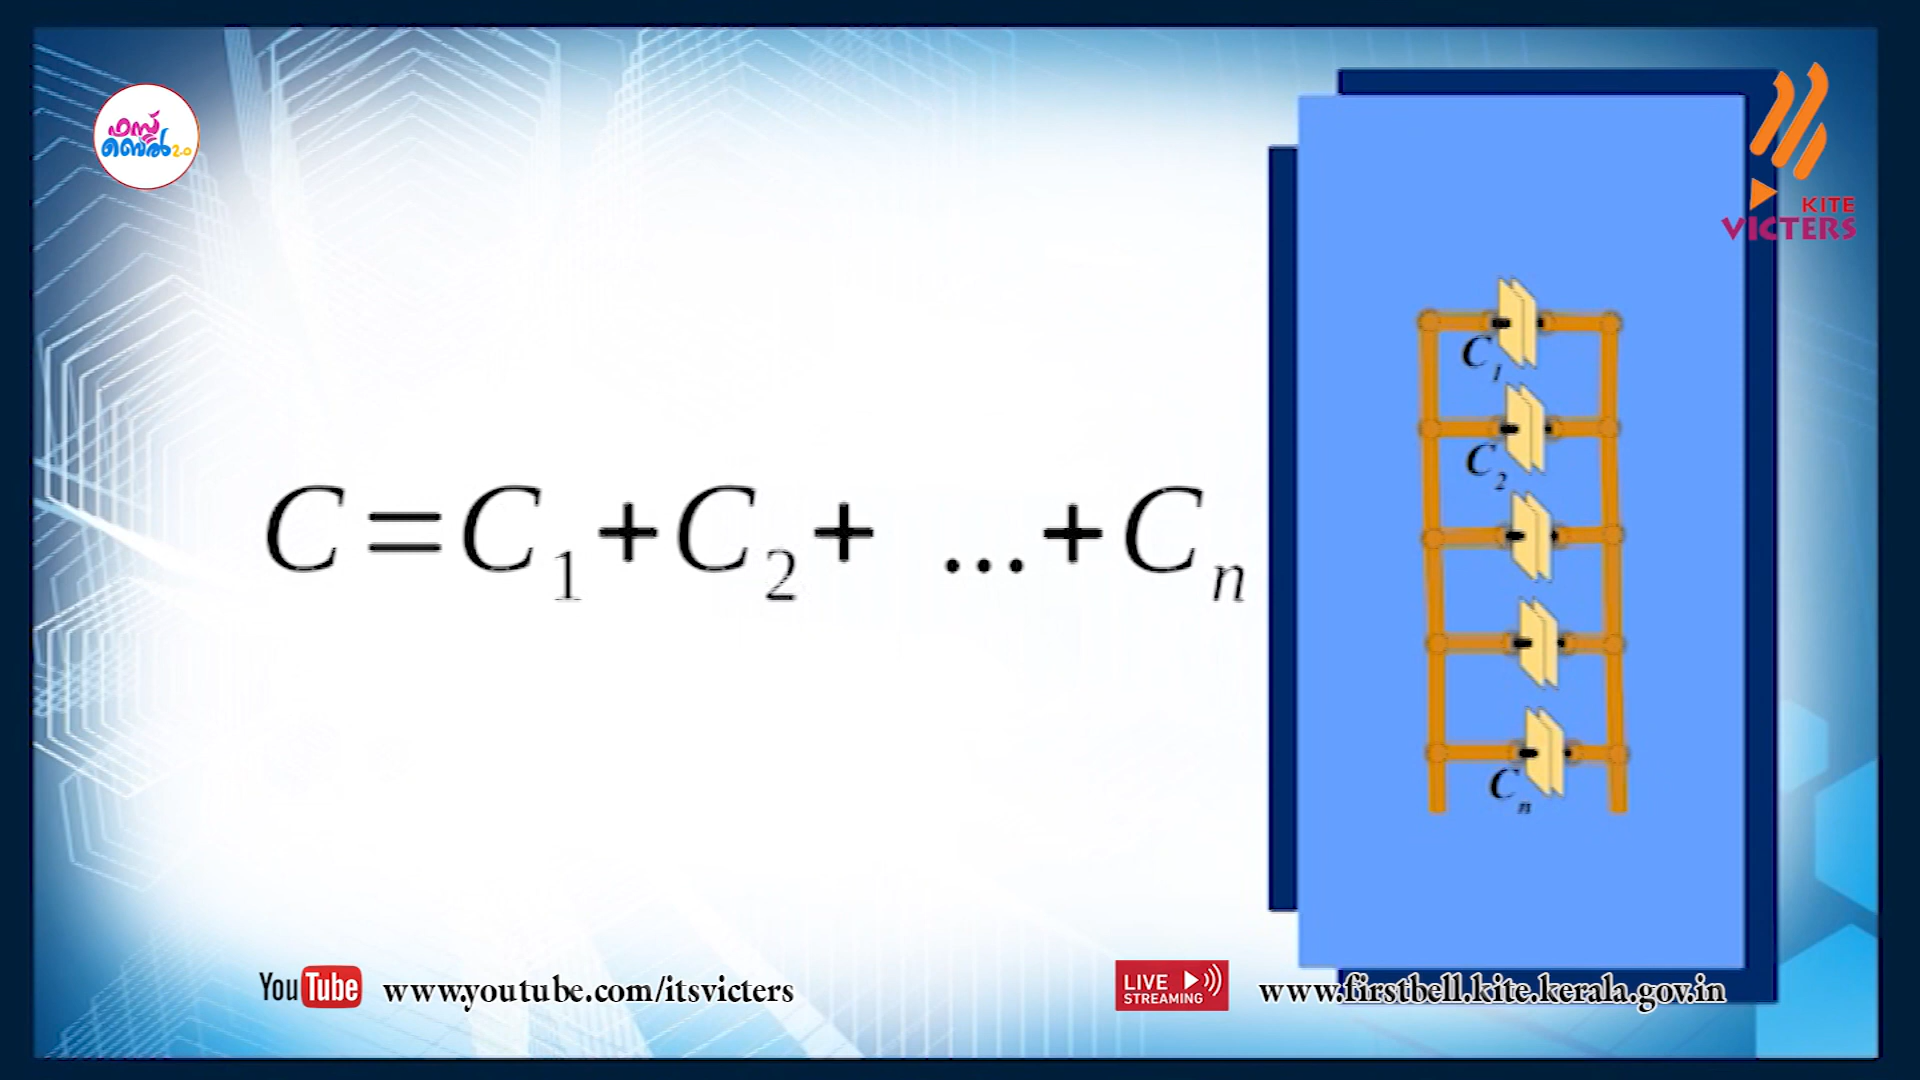 ഫസ്റ്റ്
ബെൽ 2.0
KITE
VICTERS
C=C₁+C₂+ ...+Cₙ
C₁
C₂
Cₙ
YouTube www.youtube.com/itsvicters
LIVE STREAMING www.firstbell.kite.kerala.gov.in